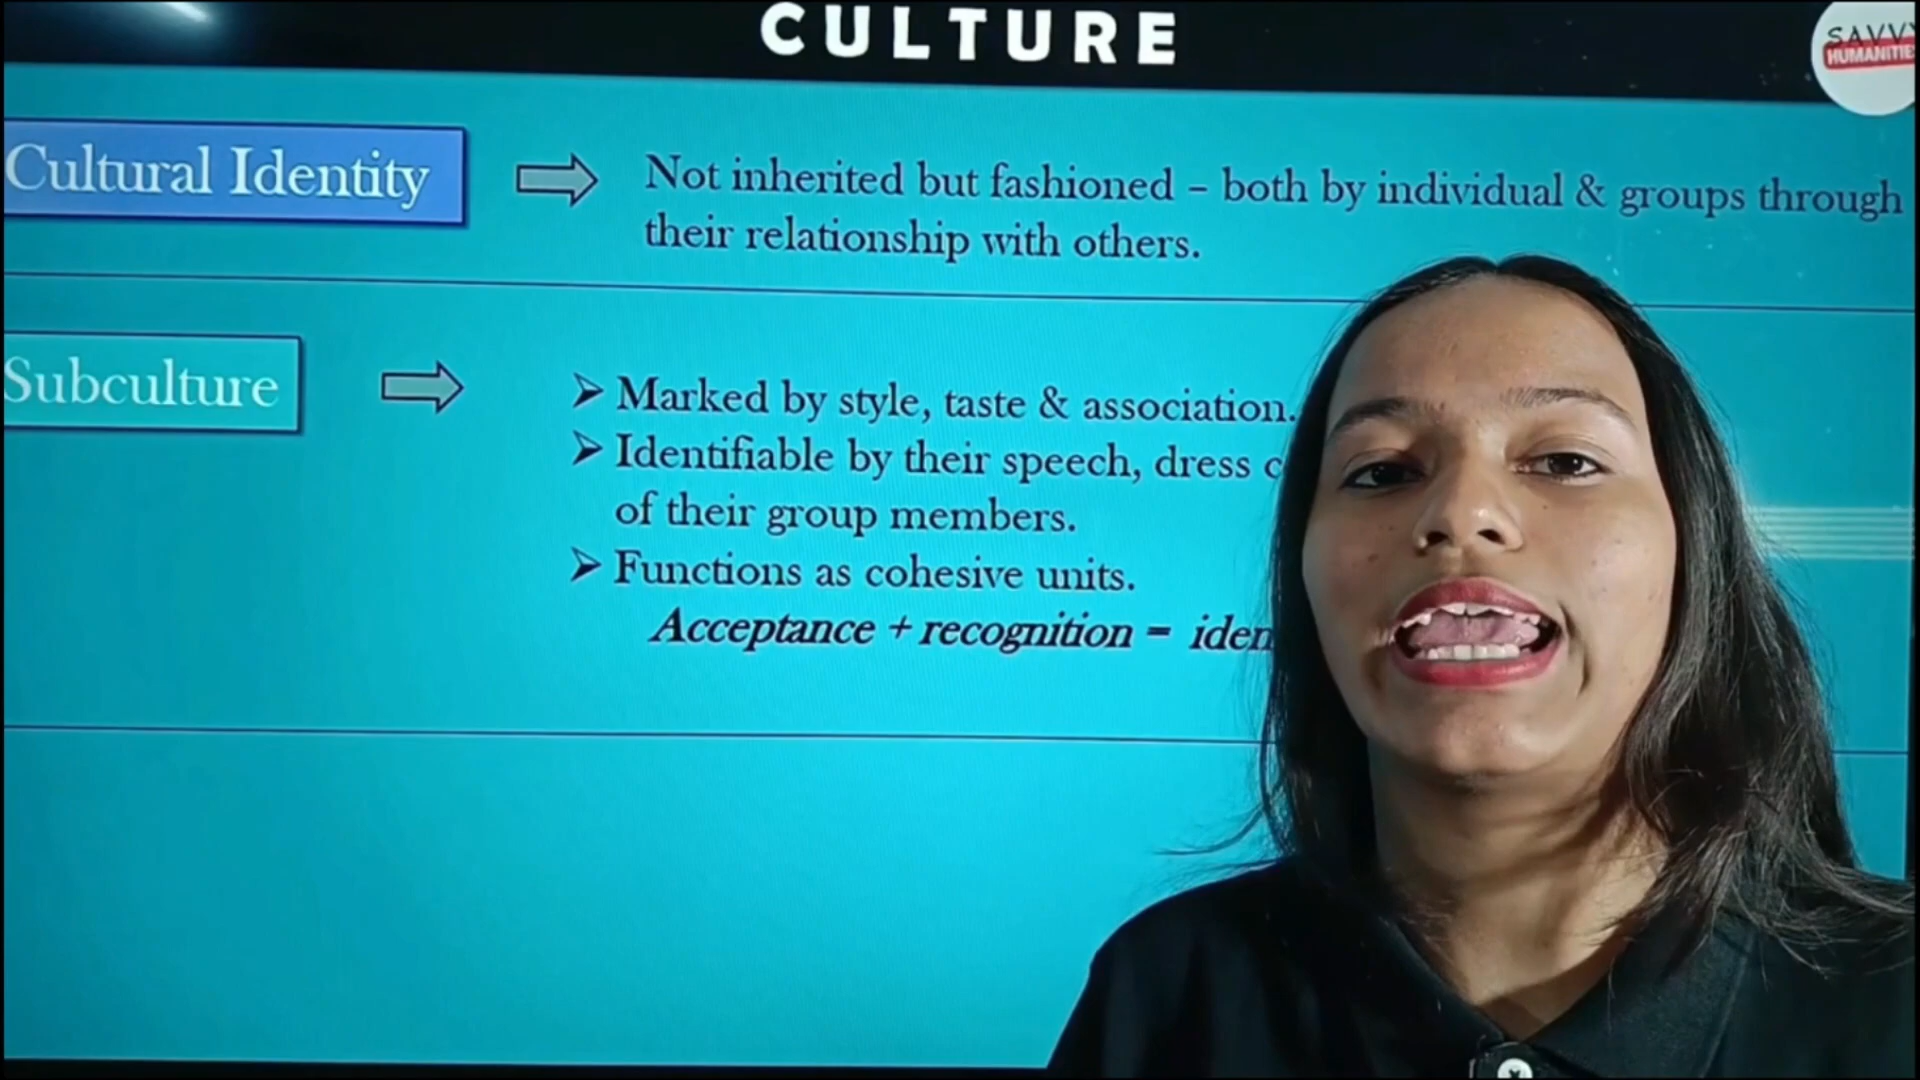 CULTURE
SAVVY
HUMANITIE
Cultural Identity
Not inherited but fashioned – both by individual & groups through
their relationship with others.
Subculture
➢ Marked by style, taste & association.
➢ Identifiable by their speech, dress c
of their group members.
➢ Functions as cohesive units.
Acceptance + recognition = iden